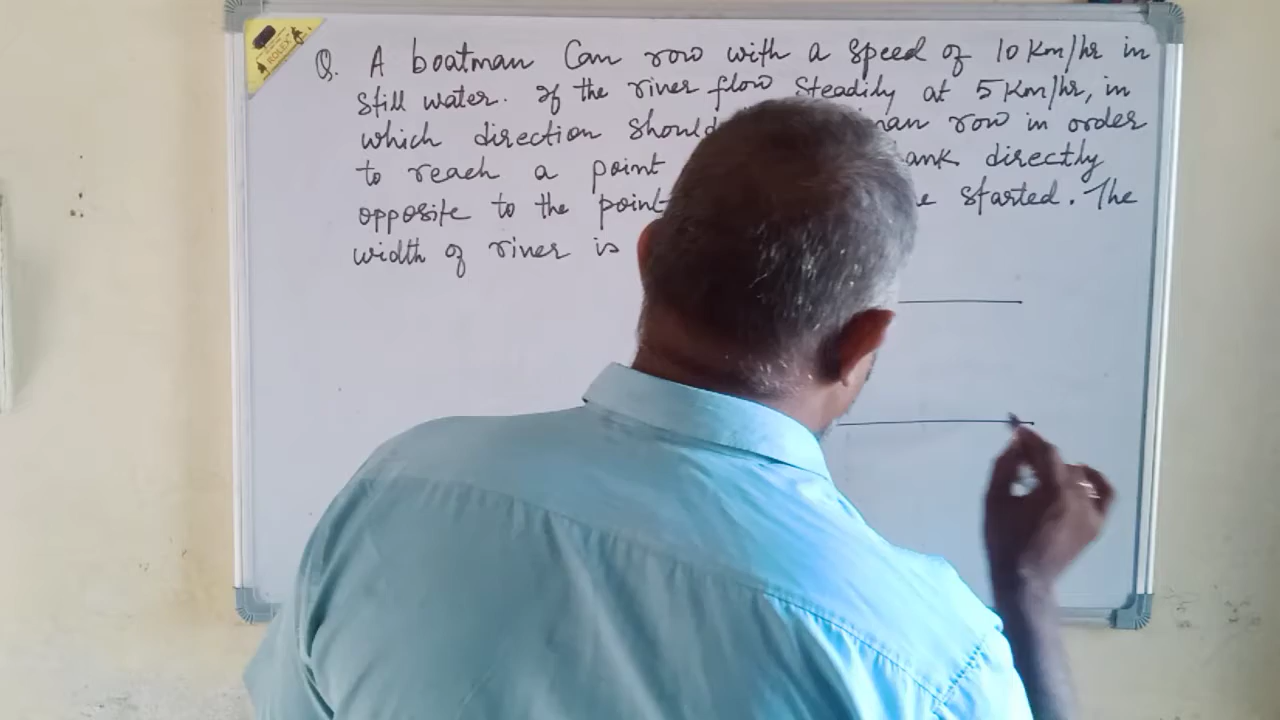 Q. A boatman Can row with a speed of 10 Km/hr in
still water. If the river flow steadily at 5 Km/hr, in
which direction should man row in order
to reach a point ank directly
opposite to the point e started. The
width of river is
ROLEX